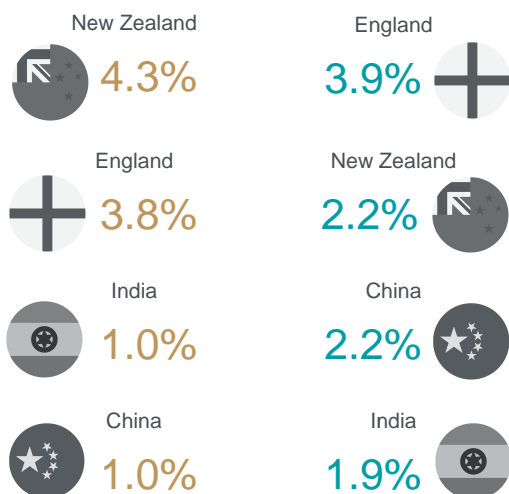 New Zealand
4.3%
England
3.8%
India
1.0%
China
1.0%
England
3.9%
New Zealand
2.2%
China
2.2%
India
1.9%